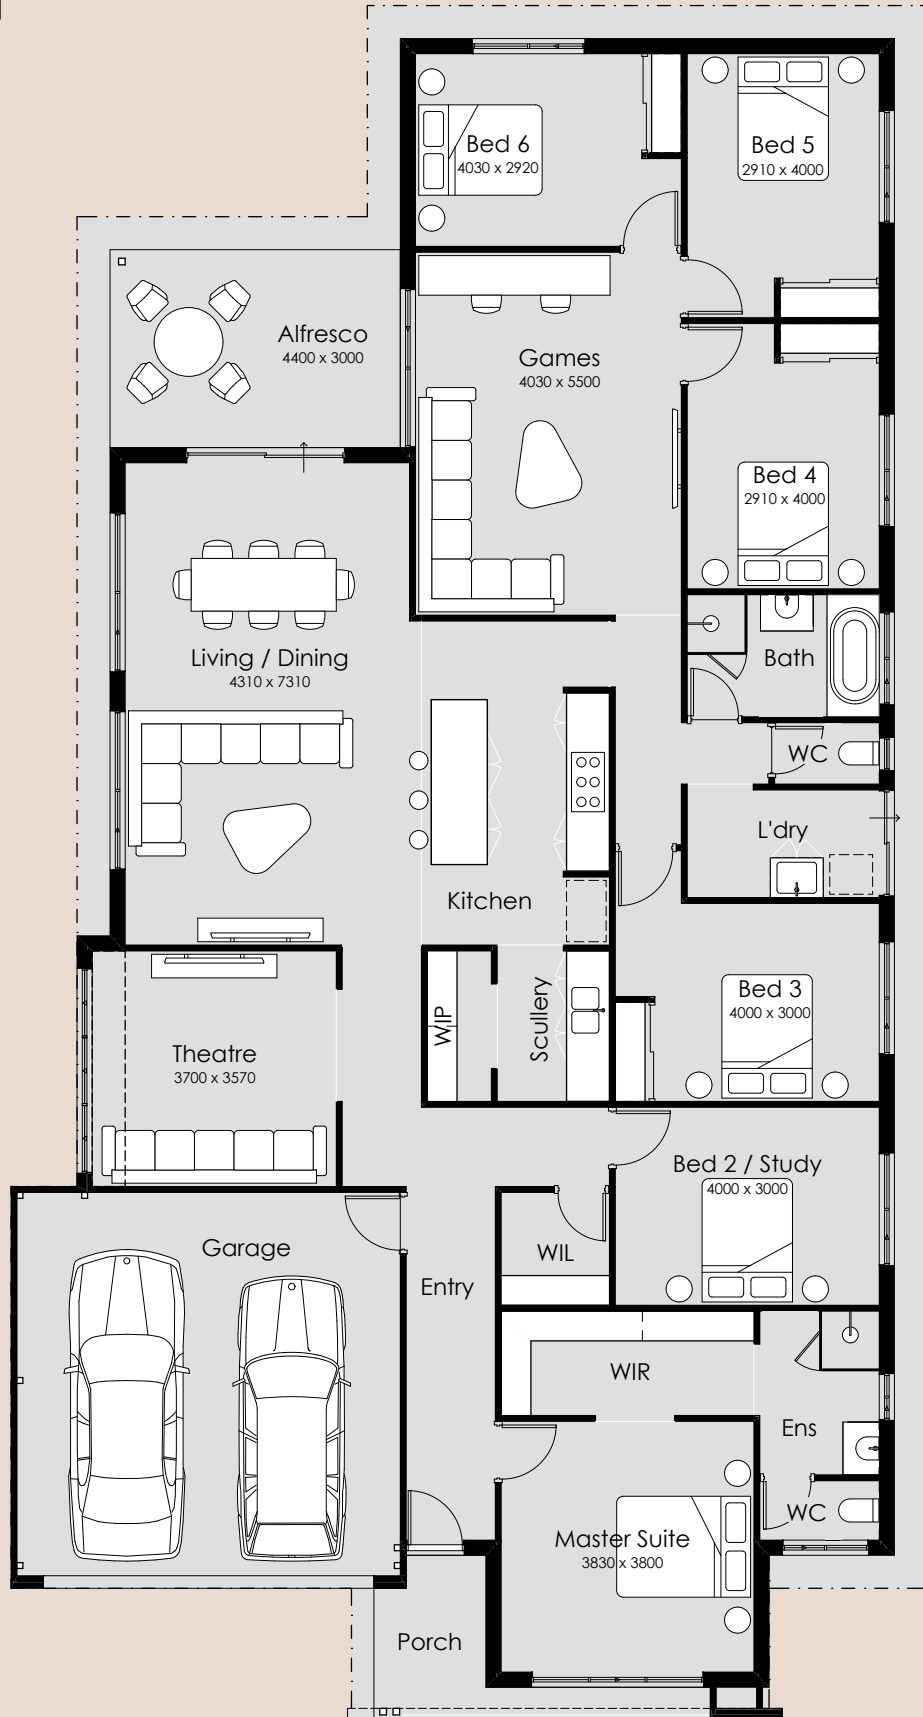 Bed 6
4030 x 2920
Bed 5
2910 x 4000
Alfresco
4400 x 3000
Games
4030 x 5500
Bed 4
2910 x 4000
Living / Dining
4310 x 7310
Bath
WC
L'dry
Kitchen
WIP
Scullery
Bed 3
4000 x 3000
Theatre
3700 x 3570
Bed 2 / Study
4000 x 3000
Garage
WIL
Entry
WIR
Ens
WC
Master Suite
3830 x 3800
Porch